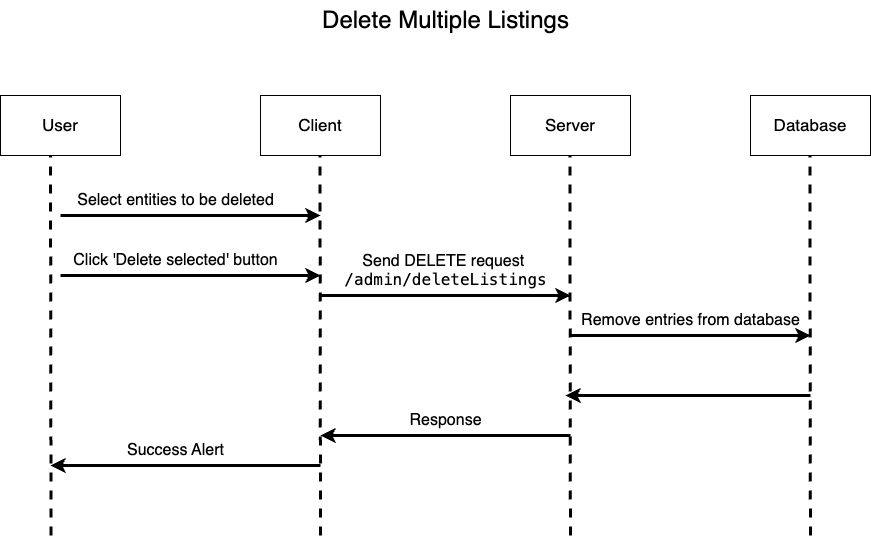 Delete Multiple Listings
User
Client
Server
Database
Select entities to be deleted
Click 'Delete selected' button
Send DELETE request
/admin/deleteListings
Remove entries from database
Response
Success Alert